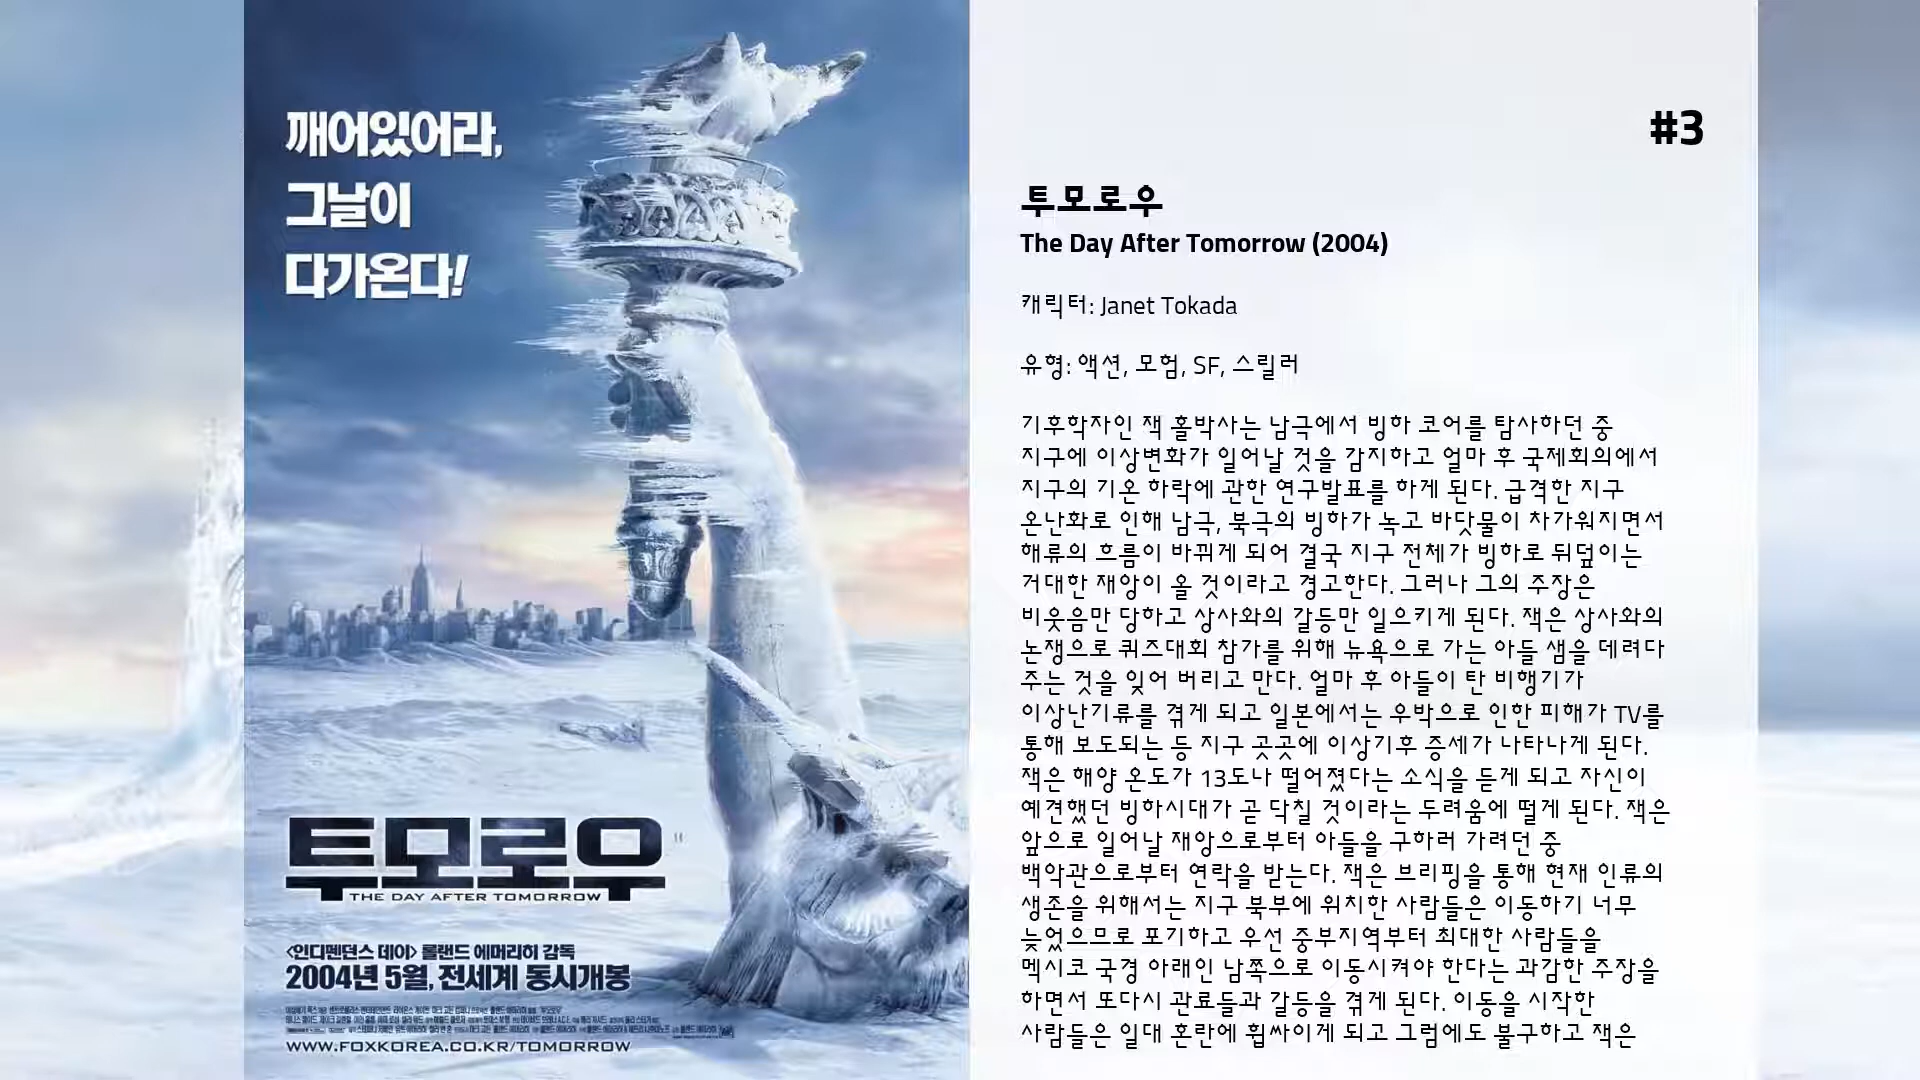 깨어있어라,
그날이
다가온다!
투모로우
THE DAY AFTER TOMORROW
<인디펜던스 데이> 롤랜드 에머리히 감독
2004년 5월, 전세계 동시개봉
WWW.FOXKOREA.CO.KR/TOMORROW
#3
투모로우
The Day After Tomorrow (2004)
캐릭터: Janet Tokada
유형: 액션, 모험, SF, 스릴러
기후학자인 잭 홀박사는 남극에서 빙하 코어를 탐사하던 중
지구에 이상변화가 일어날 것을 감지하고 얼마 후 국제회의에서
지구의 기온 하락에 관한 연구발표를 하게 된다. 급격한 지구
온난화로 인해 남극, 북극의 빙하가 녹고 바닷물이 차가워지면서
해류의 흐름이 바뀌게 되어 결국 지구 전체가 빙하로 뒤덮이는
거대한 재앙이 올 것이라고 경고한다. 그러나 그의 주장은
비웃음만 당하고 상사와의 갈등만 일으키게 된다. 잭은 상사와의
논쟁으로 퀴즈대회 참가를 위해 뉴욕으로 가는 아들 샘을 데려다
주는 것을 잊어 버리고 만다. 얼마 후 아들이 탄 비행기가
이상난기류를 겪게 되고 일본에서는 우박으로 인한 피해가 TV를
통해 보도되는 등 지구 곳곳에 이상기후 증세가 나타나게 된다.
잭은 해양 온도가 13도나 떨어졌다는 소식을 듣게 되고 자신이
예견했던 빙하시대가 곧 닥칠 것이라는 두려움에 떨게 된다. 잭은
앞으로 일어날 재앙으로부터 아들을 구하러 가려던 중
백악관으로부터 연락을 받는다. 잭은 브리핑을 통해 현재 인류의
생존을 위해서는 지구 북부에 위치한 사람들은 이동하기 너무
늦었으므로 포기하고 우선 중부지역부터 최대한 사람들을
멕시코 국경 아래인 남쪽으로 이동시켜야 한다는 과감한 주장을
하면서 또다시 관료들과 갈등을 겪게 된다. 이동을 시작한
사람들은 일대 혼란에 휩싸이게 되고 그럼에도 불구하고 잭은